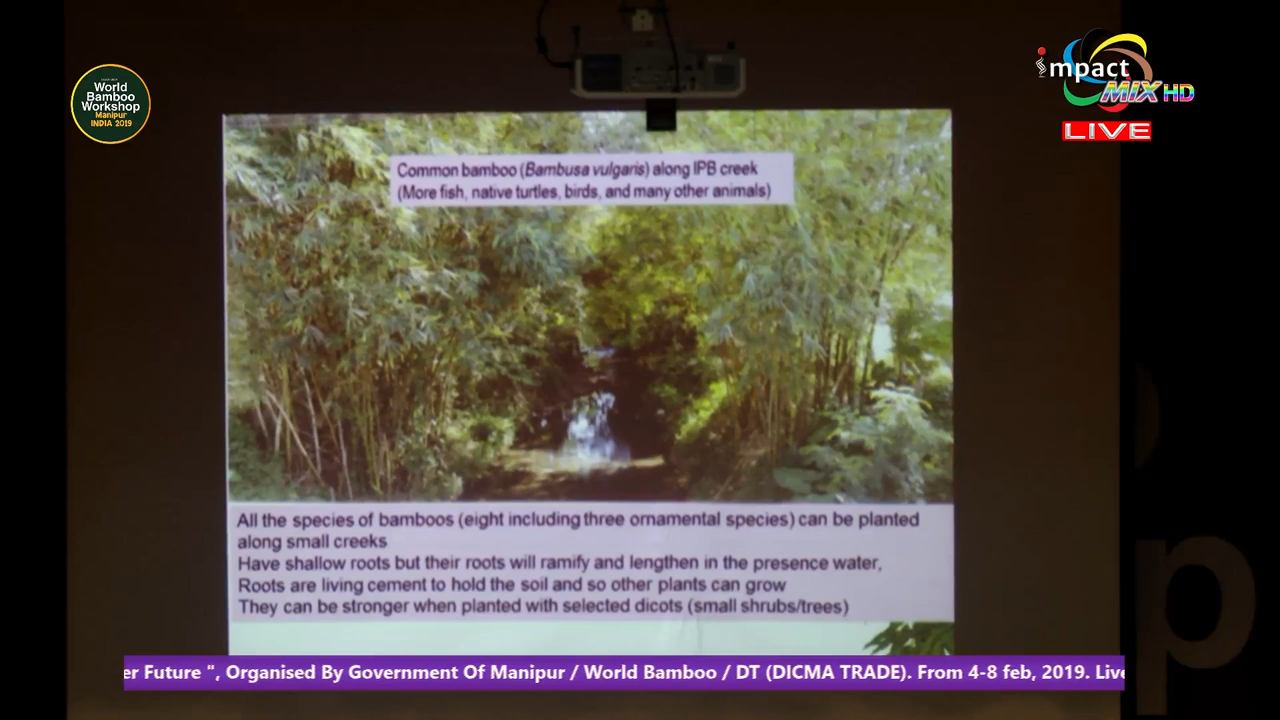 World
Bamboo
Workshop
Manipur
INDIA 2019
impact
MIX HD
LIVE
Common bamboo (Bambusa vulgaris) along IPB creek
(More fish, native turtles, birds, and many other animals)
All the species of bamboos (eight including three ornamental species) can be planted
along small creeks
Have shallow roots but their roots will ramify and lengthen in the presence water,
Roots are living cement to hold the soil and so other plants can grow
They can be stronger when planted with selected dicots (small shrubs/trees)
er Future ", Organised By Government Of Manipur / World Bamboo / DT (DICMA TRADE). From 4-8 feb, 2019. Live
p